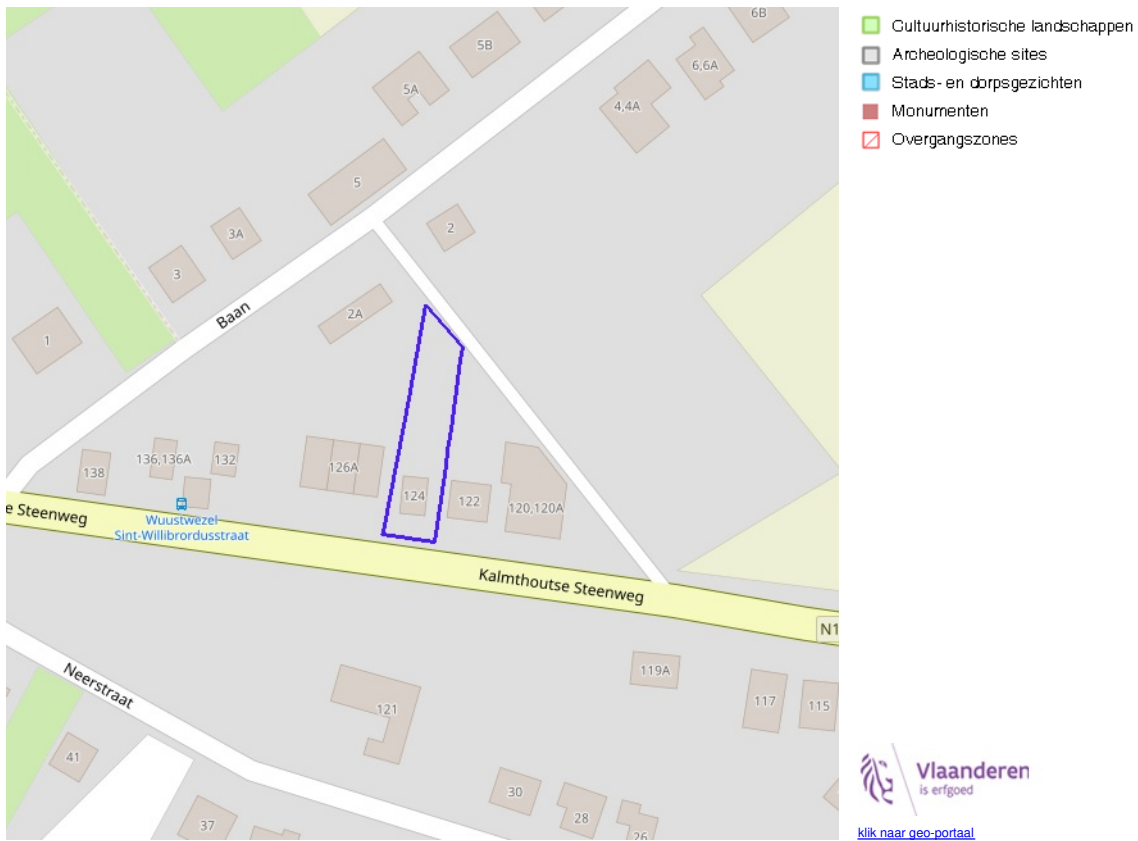 6B
5B
6,6A
5A
4,4A
5
2
3A
3
Baan
2A
1
136,136A
132
138
126A
124
122
120,120A
e Steenweg
Wuustwezel
Sint-Willibrordusstraat
Kalmthoutse Steenweg
N1
Neerstraat
119A
117
115
121
41
30
28
37
26
Cultuurhistorische landschappen
Archeologische sites
Stads- en dorpsgezichten
Monumenten
Overgangszones
Vlaanderen
is erfgoed
klik naar geo-portaal